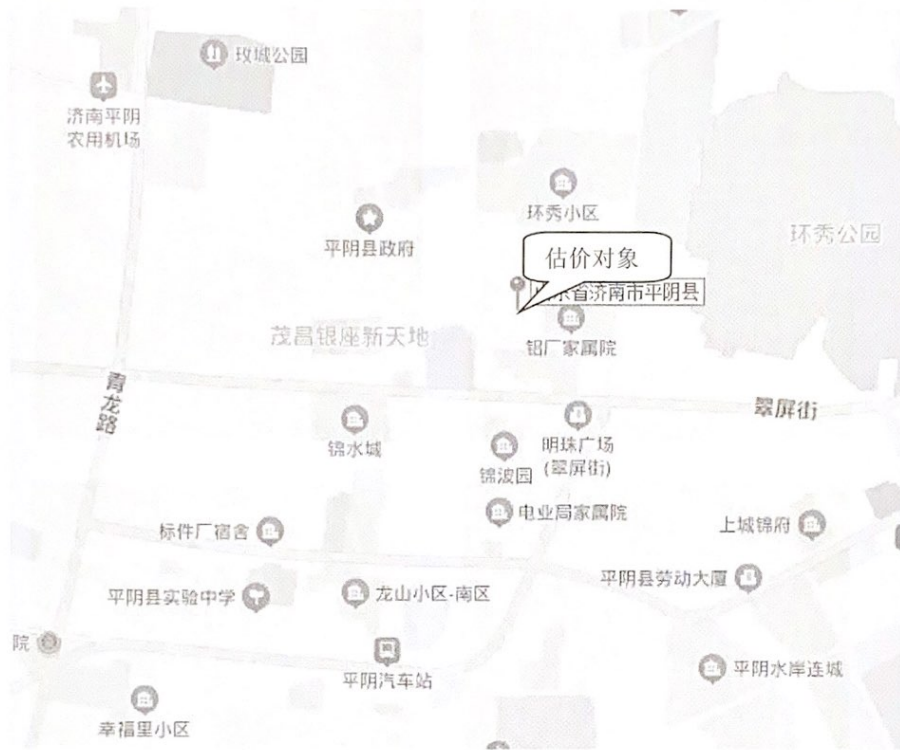 玫城公园
济南平阴
农用机场
环秀小区
平阴县政府
环秀公园
估价对象
东省济南市平阴县
茂昌银座新天地
铝厂家属院
青龙路
翠屏街
锦水城
明珠广场
(翠屏街)
锦波园
电业局家属院
标件厂宿舍
上城锦府
平阴县劳动大厦
平阴县实验中学
龙山小区-南区
院
平阴汽车站
平阴水岸连城
幸福里小区